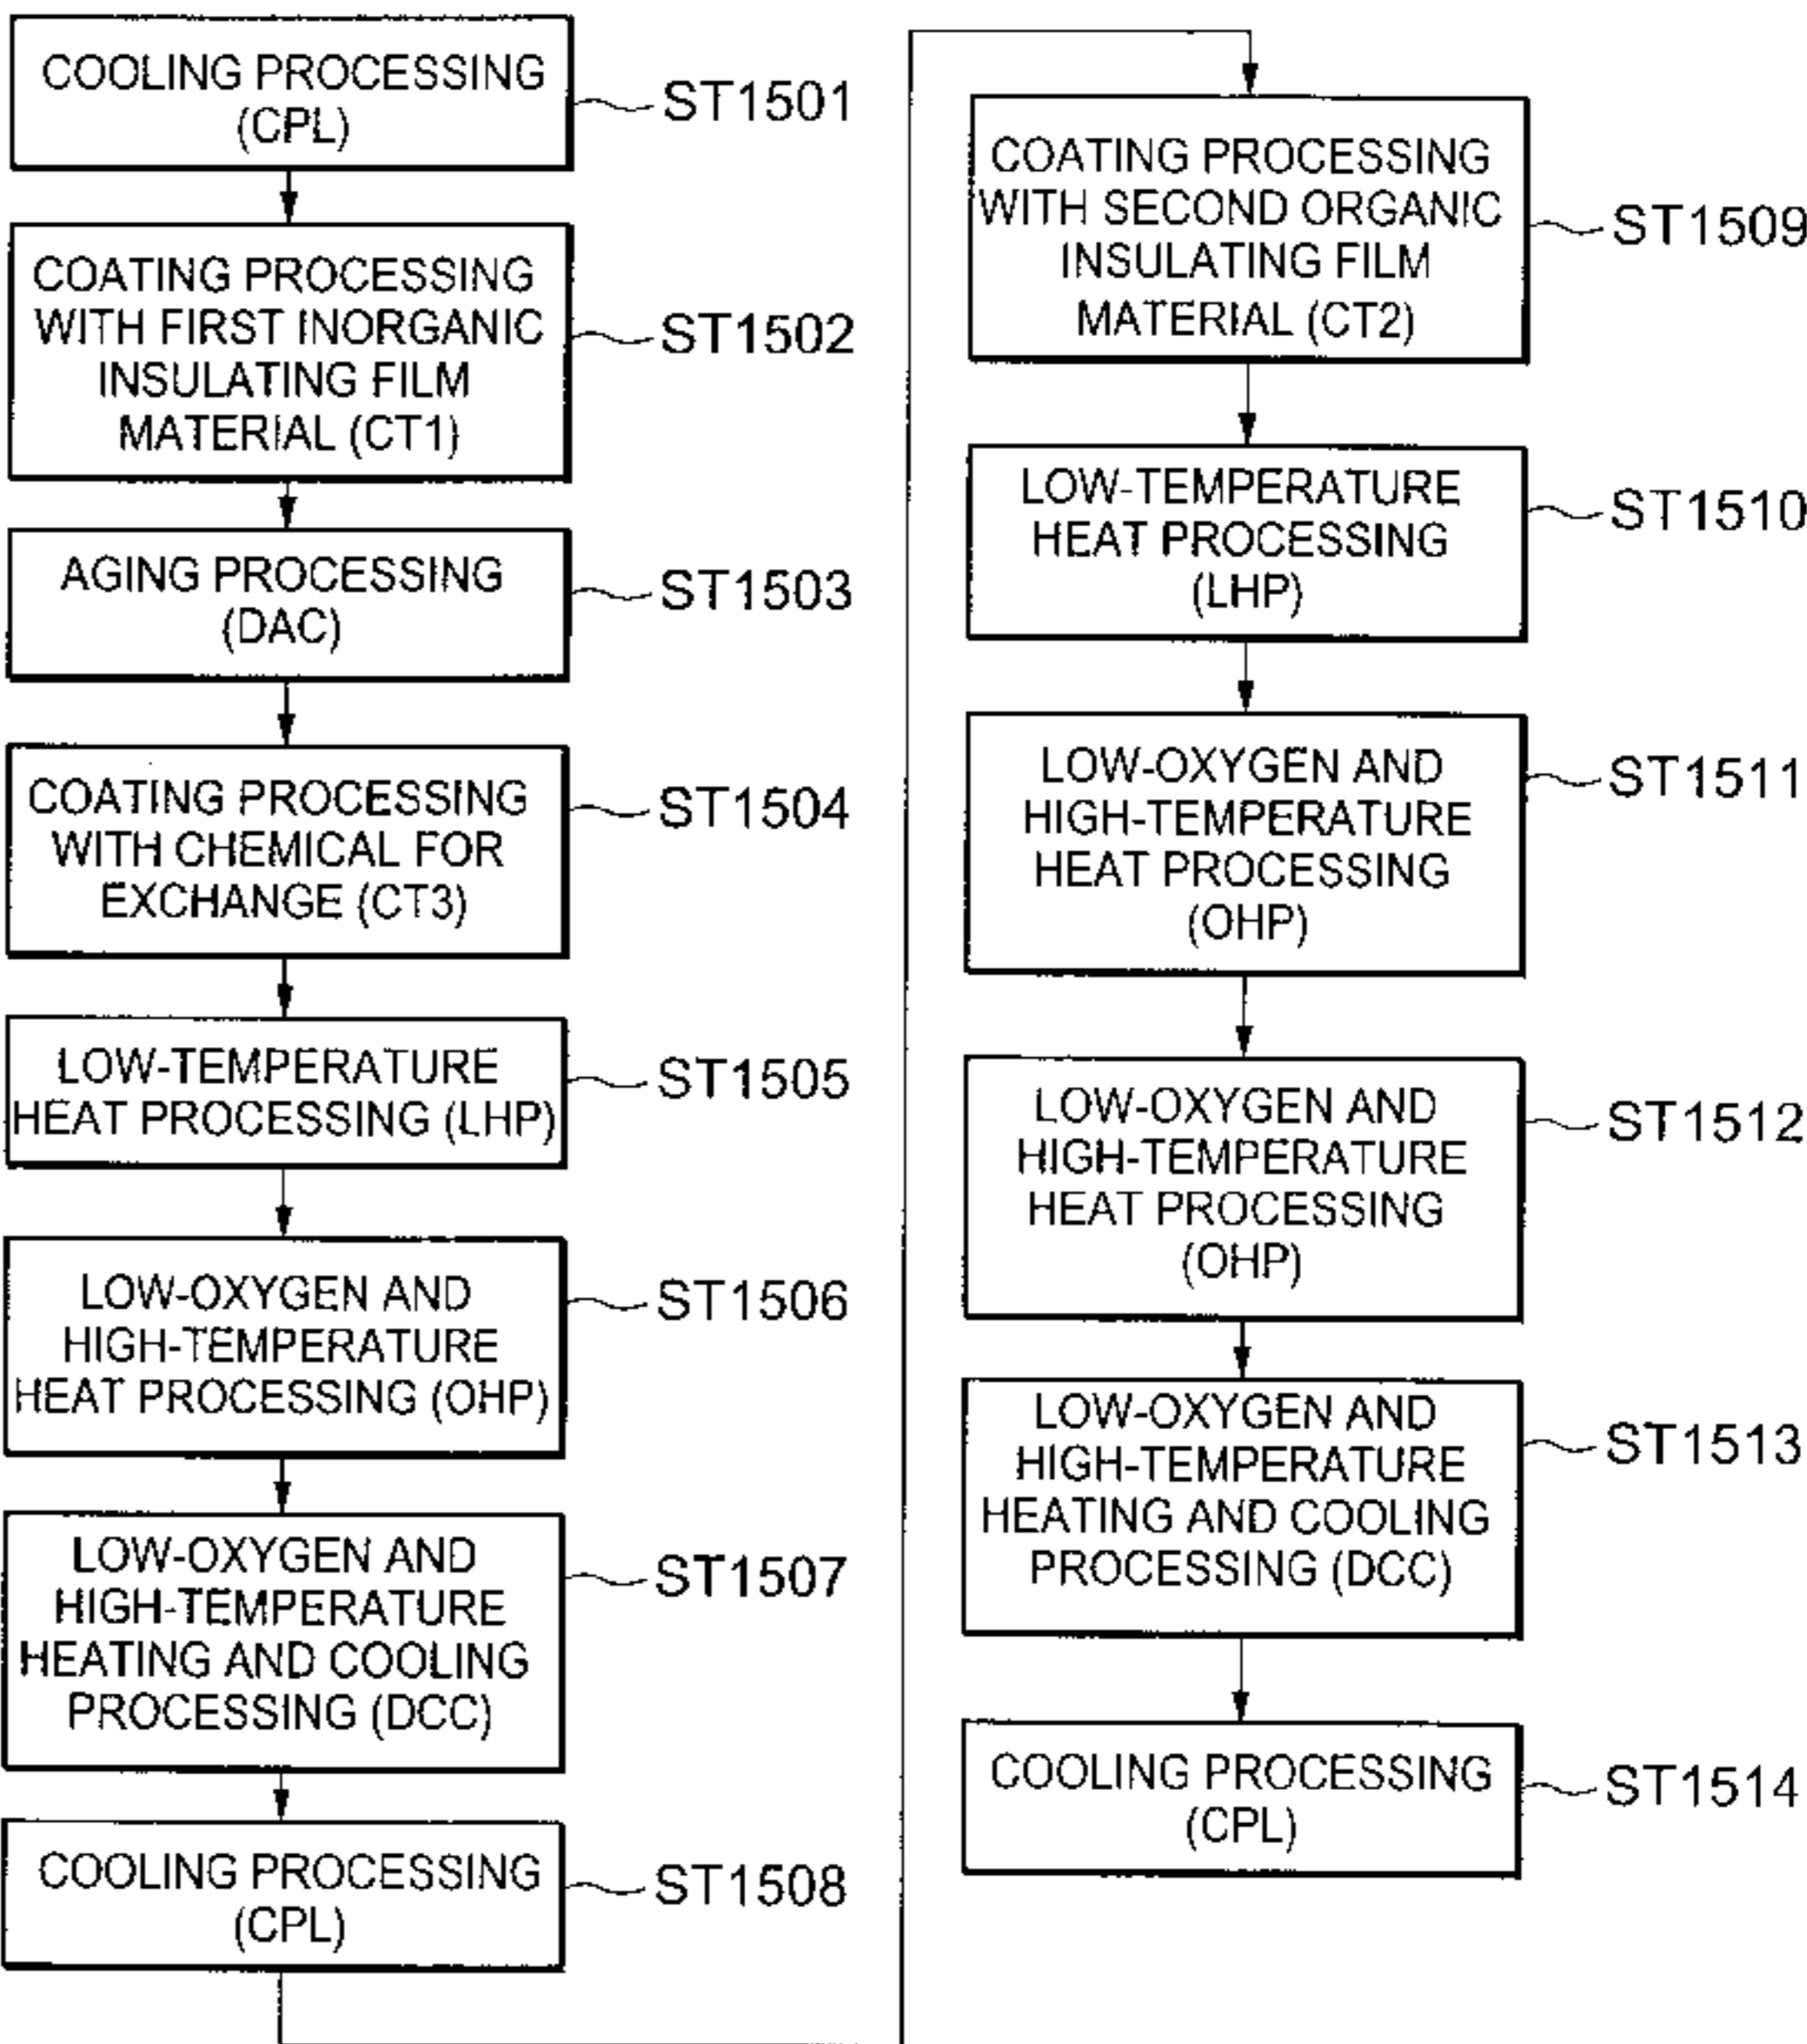 COOLING PROCESSING
(CPL)
ST1501
COATING PROCESSING
WITH FIRST INORGANIC
INSULATING FILM
MATERIAL (CT1)
ST1502
AGING PROCESSING
(DAC)
ST1503
COATING PROCESSING
WITH CHEMICAL FOR
EXCHANGE (CT3)
ST1504
LOW-TEMPERATURE
HEAT PROCESSING (LHP)
ST1505
LOW-OXYGEN AND
HIGH-TEMPERATURE
HEAT PROCESSING (OHP)
ST1506
LOW-OXYGEN AND
HIGH-TEMPERATURE
HEATING AND COOLING
PROCESSING (DCC)
ST1507
COOLING PROCESSING
(CPL)
ST1508
COATING PROCESSING
WITH SECOND ORGANIC
INSULATING FILM
MATERIAL (CT2)
ST1509
LOW-TEMPERATURE
HEAT PROCESSING
(LHP)
ST1510
LOW-OXYGEN AND
HIGH-TEMPERATURE
HEAT PROCESSING
(OHP)
ST1511
LOW-OXYGEN AND
HIGH-TEMPERATURE
HEAT PROCESSING
(OHP)
ST1512
LOW-OXYGEN AND
HIGH-TEMPERATURE
HEATING AND COOLING
PROCESSING (DCC)
ST1513
COOLING PROCESSING
(CPL)
ST1514